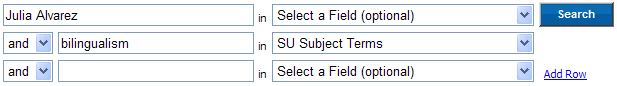 Julia Alvarez in Select a Field (optional) Search
and bilingualism in SU Subject Terms
and in Select a Field (optional) Add Row